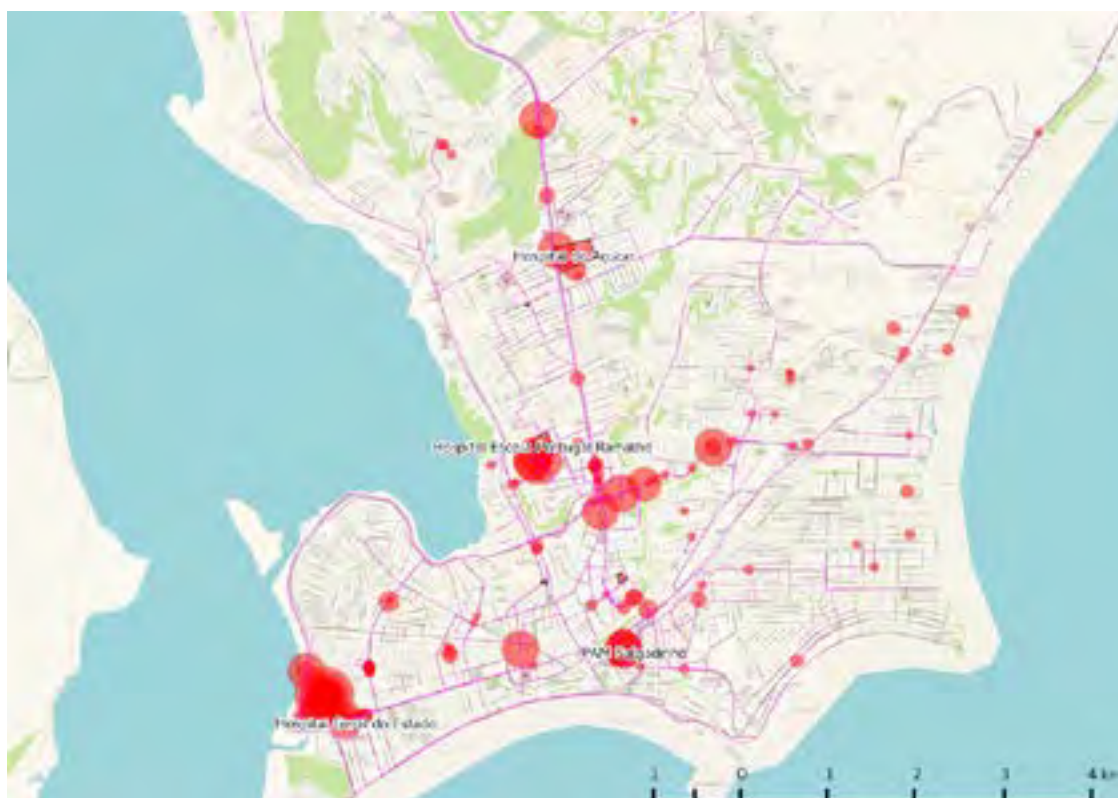 Hospital do Açúcar
Hospital Escola Portugal Ramalho
PAM Salgadinho
Hospital Geral do Estado
1 0 1 2 3 4 km